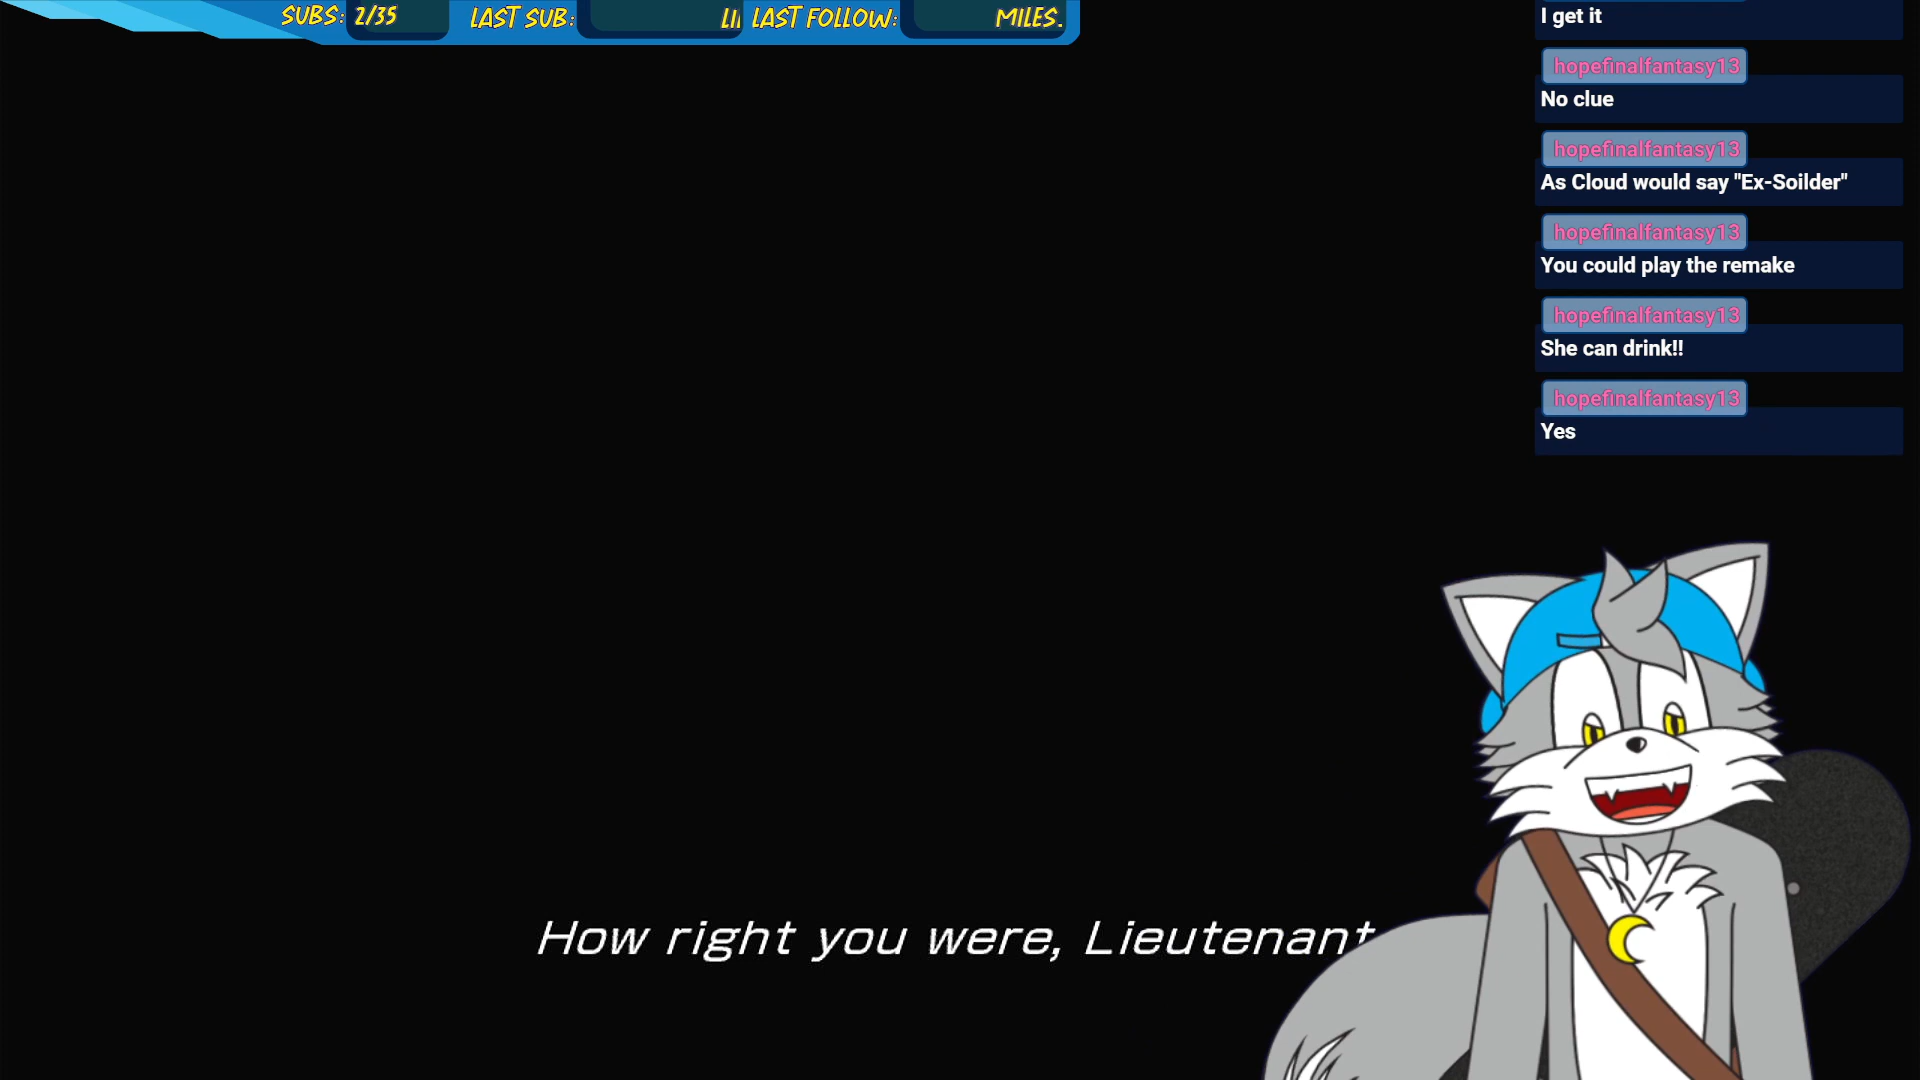 SUBS: 2/35 LAST SUB: LII LAST FOLLOW: MILES.
I get it
hopefinalfantasy13
No clue
hopefinalfantasy13
As Cloud would say "Ex-Soilder"
hopefinalfantasy13
You could play the remake
hopefinalfantasy13
She can drink!!
hopefinalfantasy13
Yes
How right you were, Lieutenant